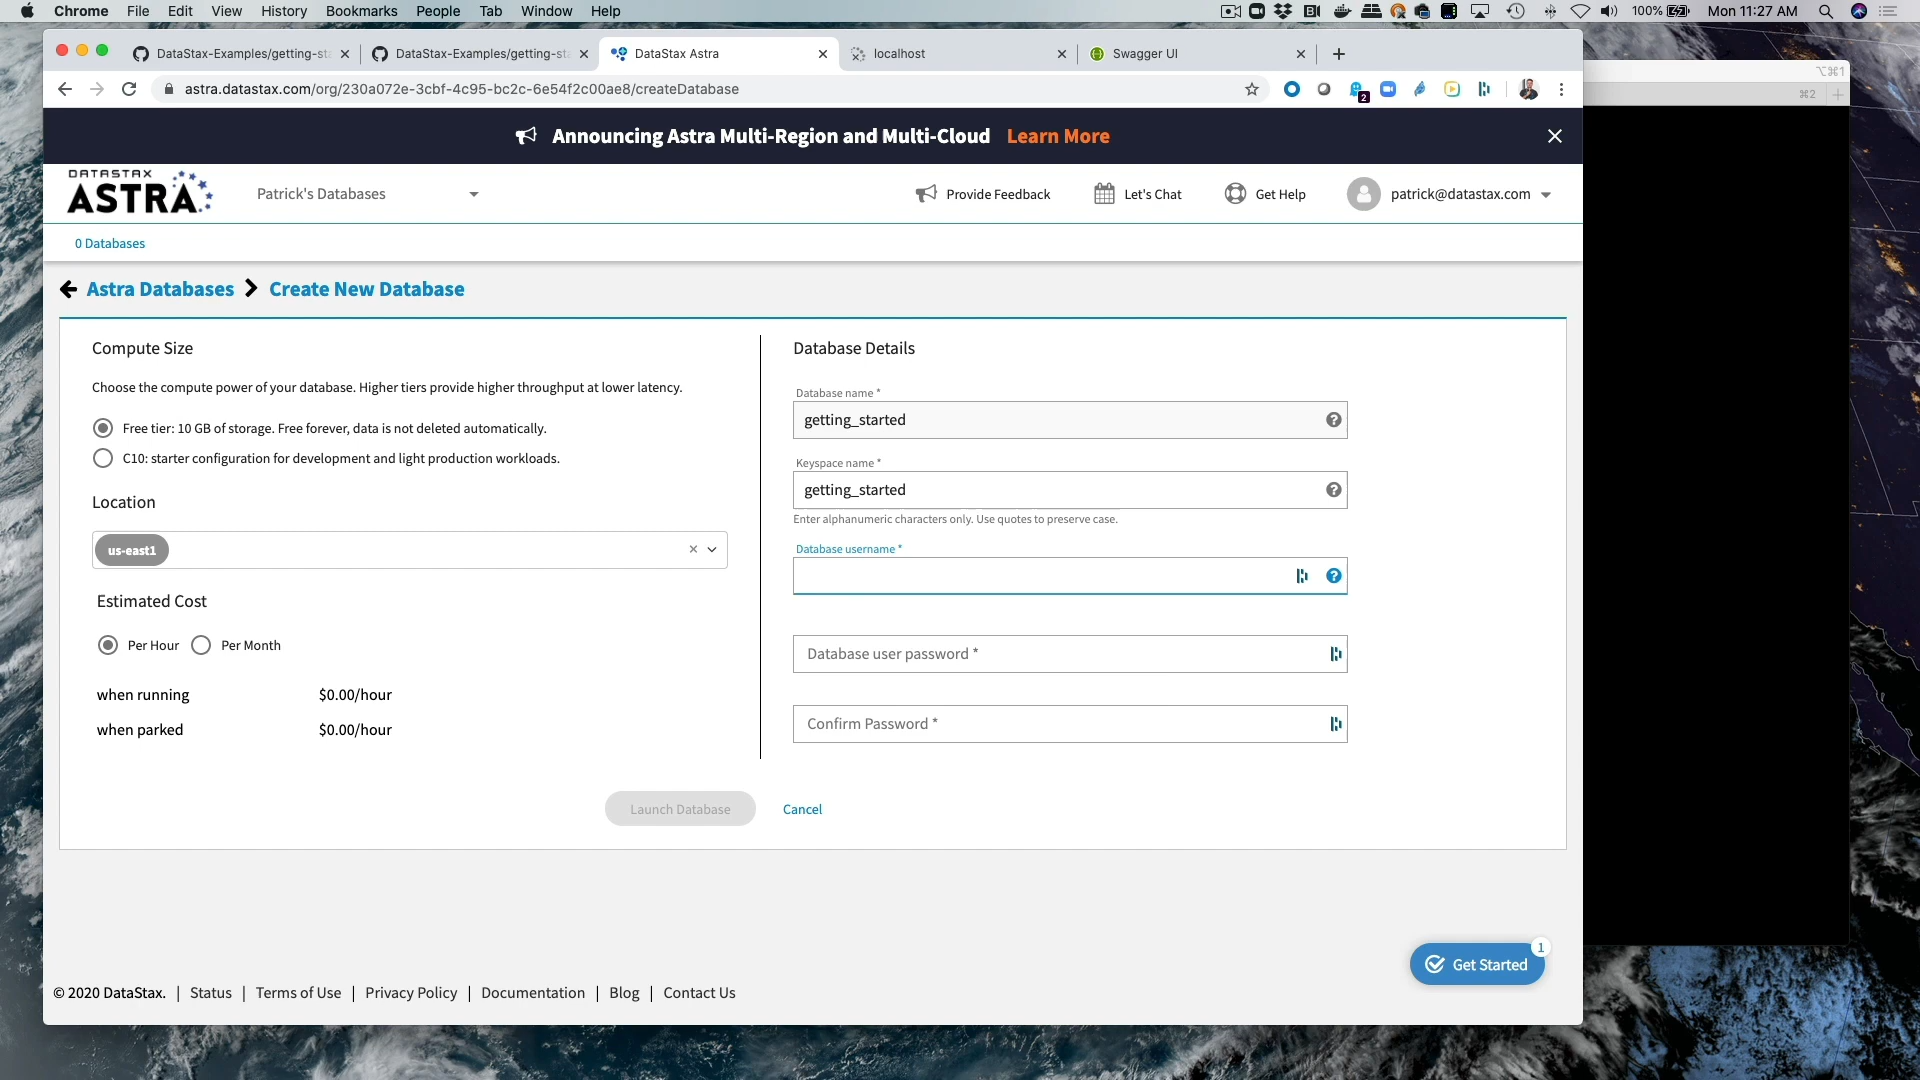 Chrome File Edit View History Bookmarks People Tab Window Help
100% Mon 11:27 AM
DataStax-Examples/getting-sta
DataStax-Examples/getting-sta
DataStax Astra
localhost
Swagger UI
astra.datastax.com/org/230a072e-3cbf-4c95-bc2c-6e54f2c00ae8/createDatabase
2
⌥⌘1
⌘2
Announcing Astra Multi-Region and Multi-Cloud Learn More
DATASTAX
ASTRA
Patrick's Databases
Provide Feedback
Let's Chat
Get Help
patrick@datastax.com
0 Databases
Astra Databases
Create New Database
Compute Size
Choose the compute power of your database. Higher tiers provide higher throughput at lower latency.
Free tier: 10 GB of storage. Free forever, data is not deleted automatically.
C10: starter configuration for development and light production workloads.
Location
us-east1
Estimated Cost
Per Hour
Per Month
when running $0.00/hour
when parked $0.00/hour
Database Details
Database name *
getting_started
Keyspace name *
getting_started
Enter alphanumeric characters only. Use quotes to preserve case.
Database username *
Database user password *
Confirm Password *
Launch Database
Cancel
1
Get Started
© 2020 DataStax. | Status | Terms of Use | Privacy Policy | Documentation | Blog | Contact Us